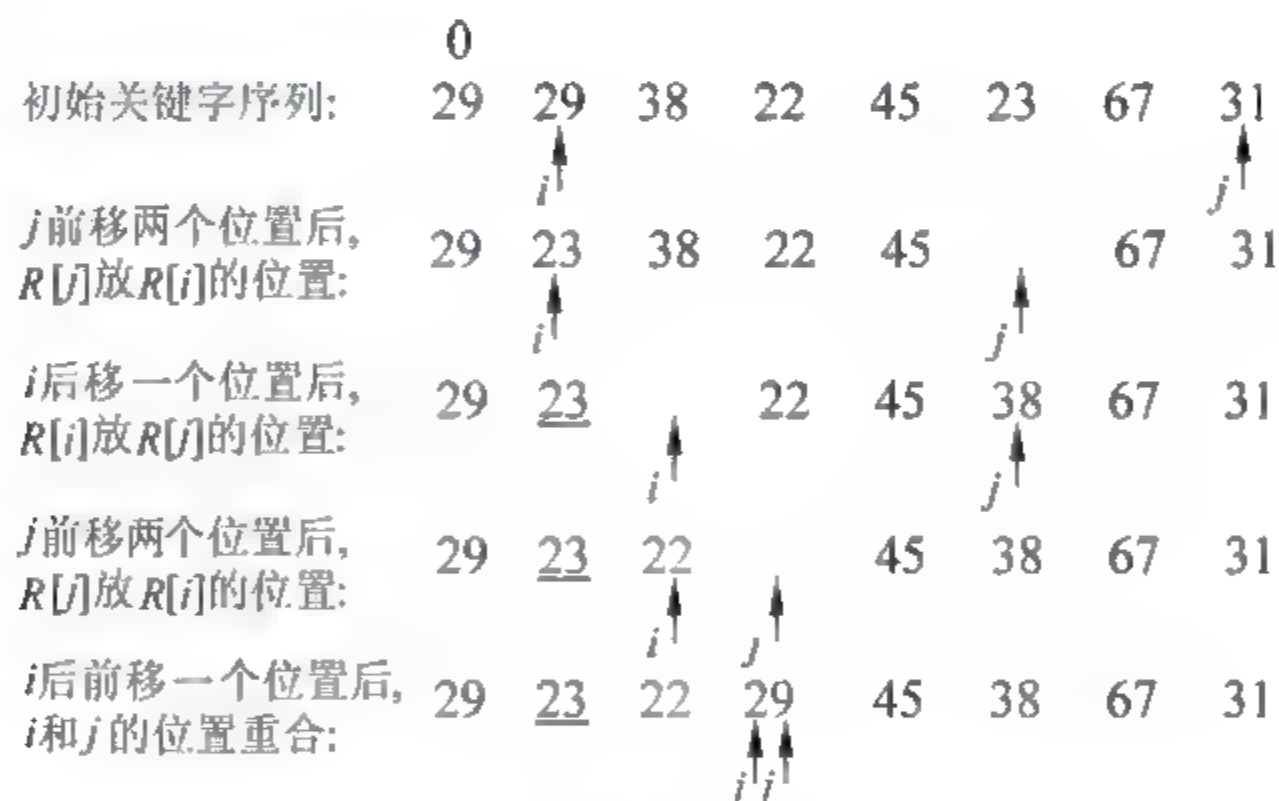 0
初始关键字序列: 29 29 38 22 45 23 67 31
i j
j前移两个位置后,
R[j]放R[i]的位置: 29 23 38 22 45 67 31
i j
i后移一个位置后,
R[i]放R[j]的位置: 29 23 22 45 38 67 31
i j
j前移两个位置后,
R[j]放R[i]的位置: 29 23 22 45 38 67 31
i j
i后前移一个位置后,
i和j的位置重合: 29 23 22 29 45 38 67 31
i j